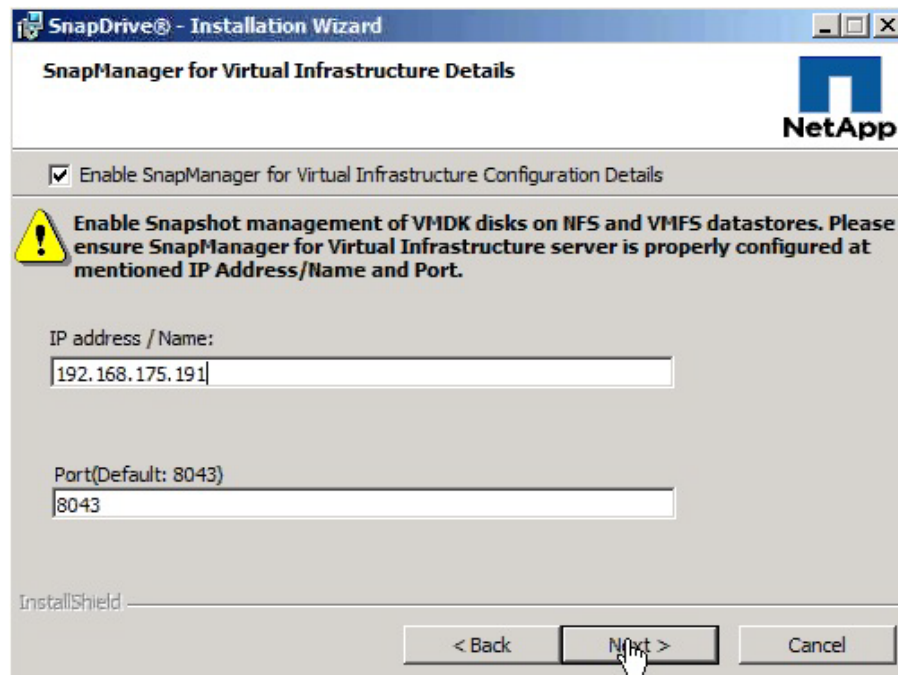 SnapDrive® - Installation Wizard
SnapManager for Virtual Infrastructure Details
NetApp
Enable SnapManager for Virtual Infrastructure Configuration Details
Enable Snapshot management of VMDK disks on NFS and VMFS datastores. Please
ensure SnapManager for Virtual Infrastructure server is properly configured at
mentioned IP Address/Name and Port.
IP address / Name:
192.168.175.191
Port(Default: 8043)
8043
InstallShield
< Back
Next >
Cancel